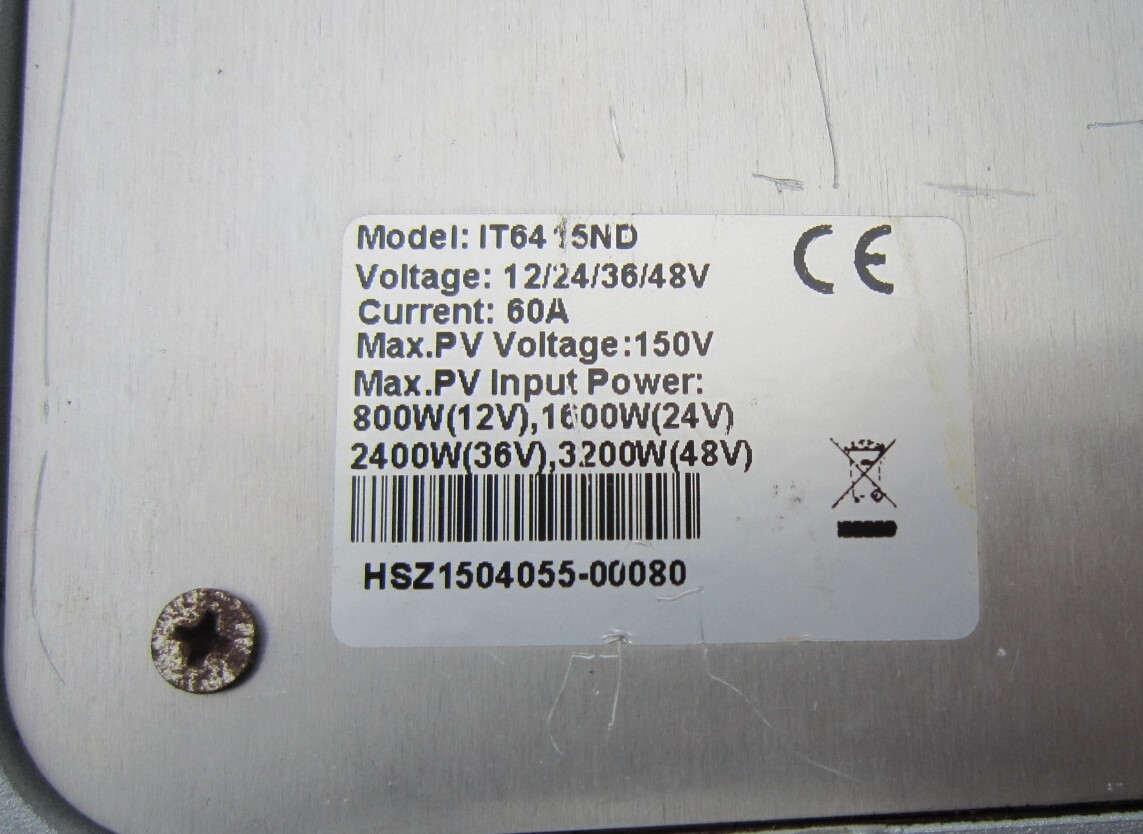 Model: IT6415ND
CE
Voltage: 12/24/36/48V
Current: 60A
Max.PV Voltage:150V
Max.PV Input Power:
800W(12V),1600W(24V)
2400W(36V),3200W(48V)
HSZ1504055-00080